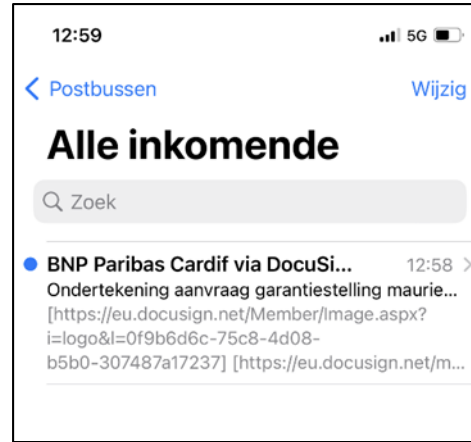 12:59 5G
Postbussen Wijzig
Alle inkomende
Zoek
BNP Paribas Cardif via DocuSi... 12:58
Ondertekening aanvraag garantiestelling maurie...
[https://eu.docusign.net/Member/Image.aspx?
i=logo&l=0f9b6d6c-75c8-4d08-
b5b0-307487a17237] [https://eu.docusign.net/m...